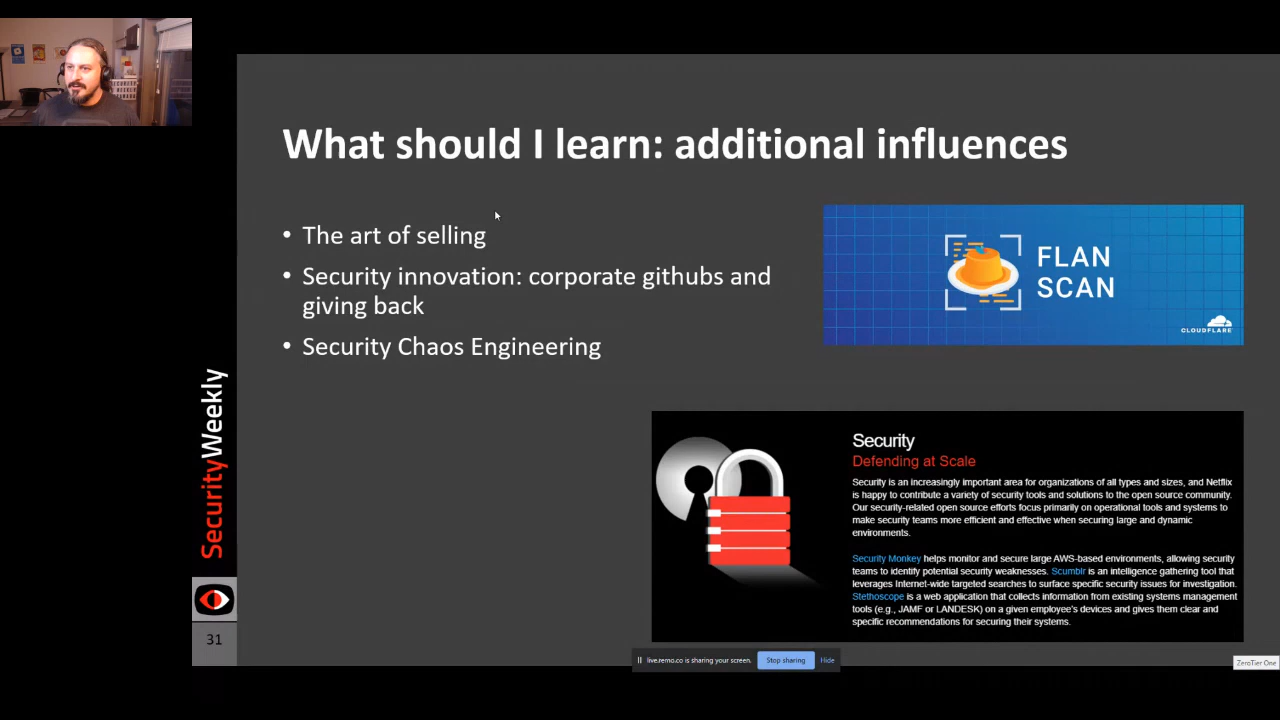 What should I learn: additional influences
• The art of selling
• Security innovation: corporate githubs and
giving back
• Security Chaos Engineering
FLAN
SCAN
CLOUDFLARE
Security
Defending at Scale
Security is an increasingly important area for organizations of all types and sizes, and Netflix
is happy to contribute a variety of security tools and solutions to the open source community.
Our security-related open source efforts focus primarily on operational tools and systems to
make security teams more efficient and effective when securing large and dynamic
environments.
Security Monkey helps monitor and secure large AWS-based environments, allowing security
teams to identify potential security weaknesses. Scumblr is an intelligence gathering tool that
leverages Internet-wide targeted searches to surface specific security issues for investigation.
Stethoscope is a web application that collects information from existing systems management
tools (e.g., JAMF or LANDESK) on a given employee's devices and gives them clear and
specific recommendations for securing their systems.
SecurityWeekly
31
live.remo.co is sharing your screen.
Stop sharing
Hide
ZeroTier One